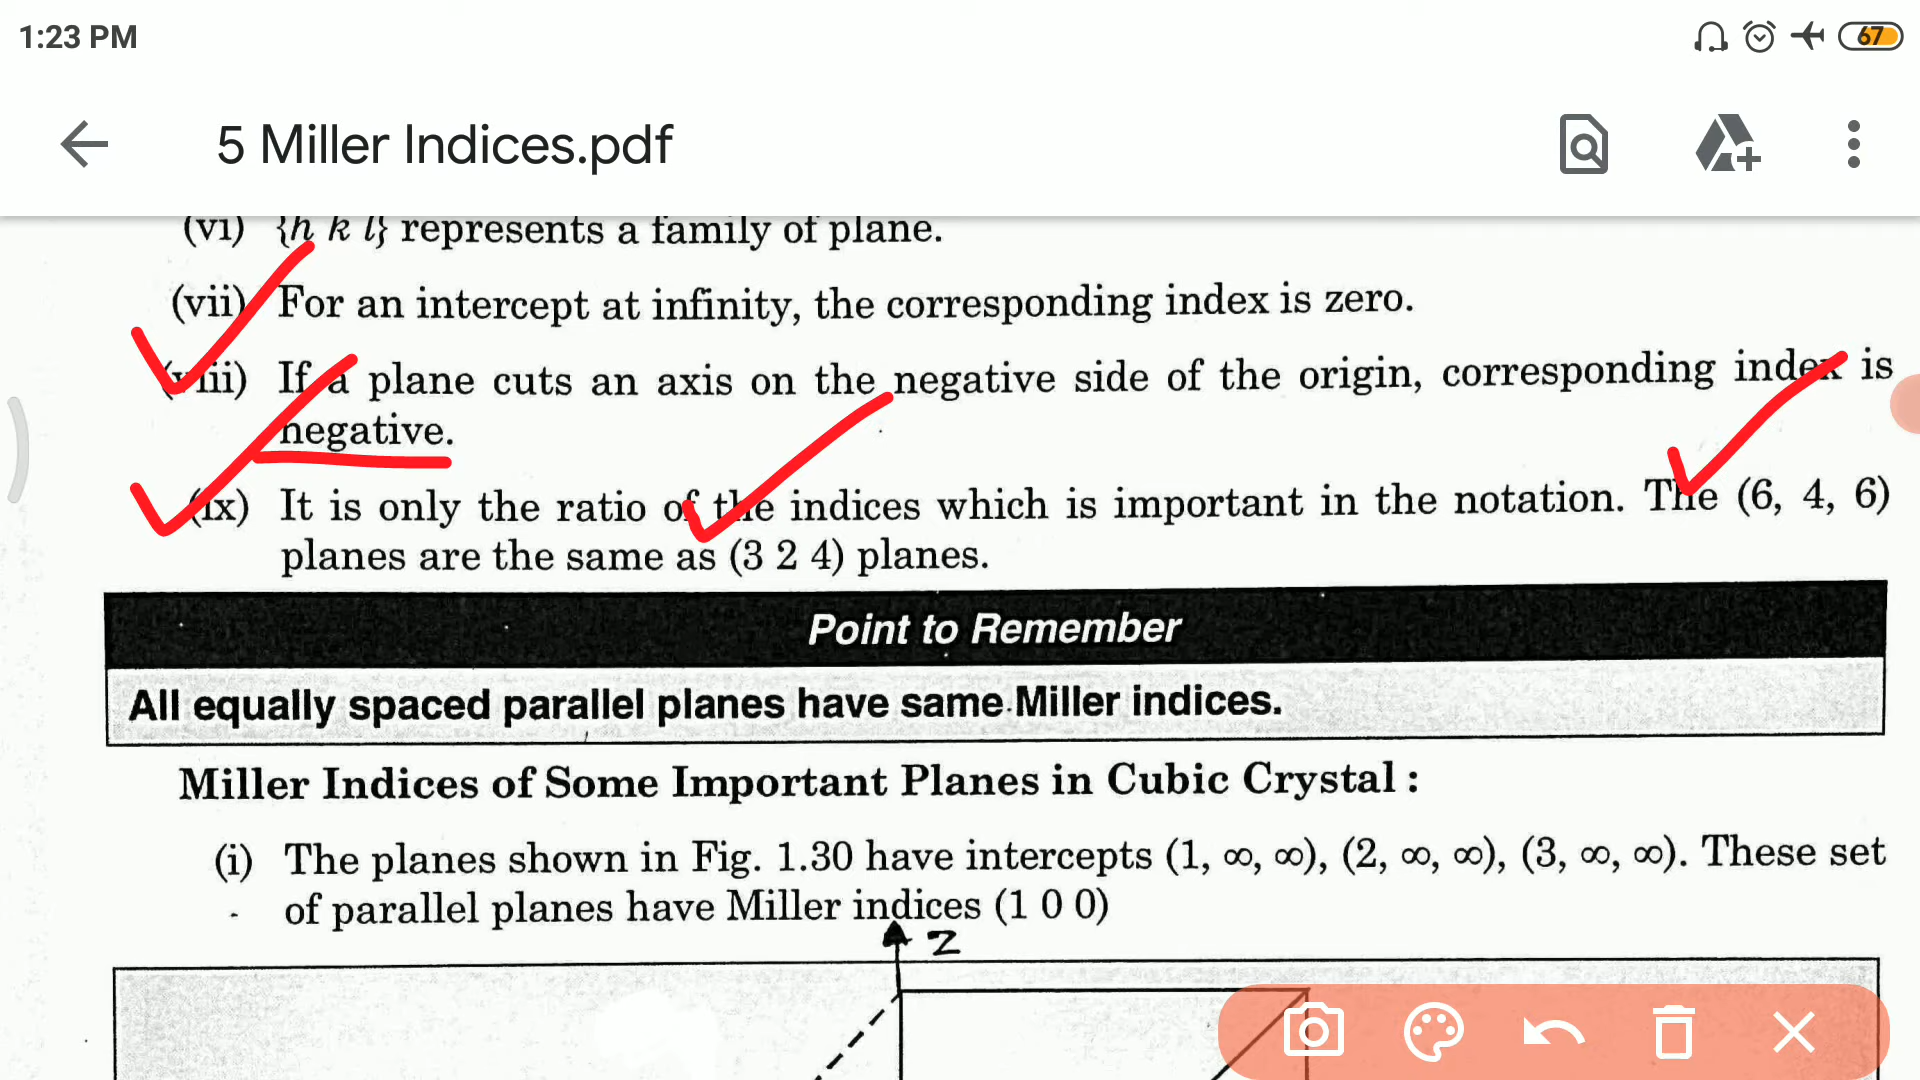 1:23 PM
67
5 Miller Indices.pdf
(vi) {h k l} represents a family of plane.
(vii) For an intercept at infinity, the corresponding index is zero.
(viii) If a plane cuts an axis on the negative side of the origin, corresponding index is
negative.
(ix) It is only the ratio of the indices which is important in the notation. The (6, 4, 6)
planes are the same as (3 2 4) planes.
Point to Remember
All equally spaced parallel planes have same Miller indices.
Miller Indices of Some Important Planes in Cubic Crystal :
(i) The planes shown in Fig. 1.30 have intercepts (1, ∞, ∞), (2, ∞, ∞), (3, ∞, ∞). These set
of parallel planes have Miller indices (1 0 0)
Z